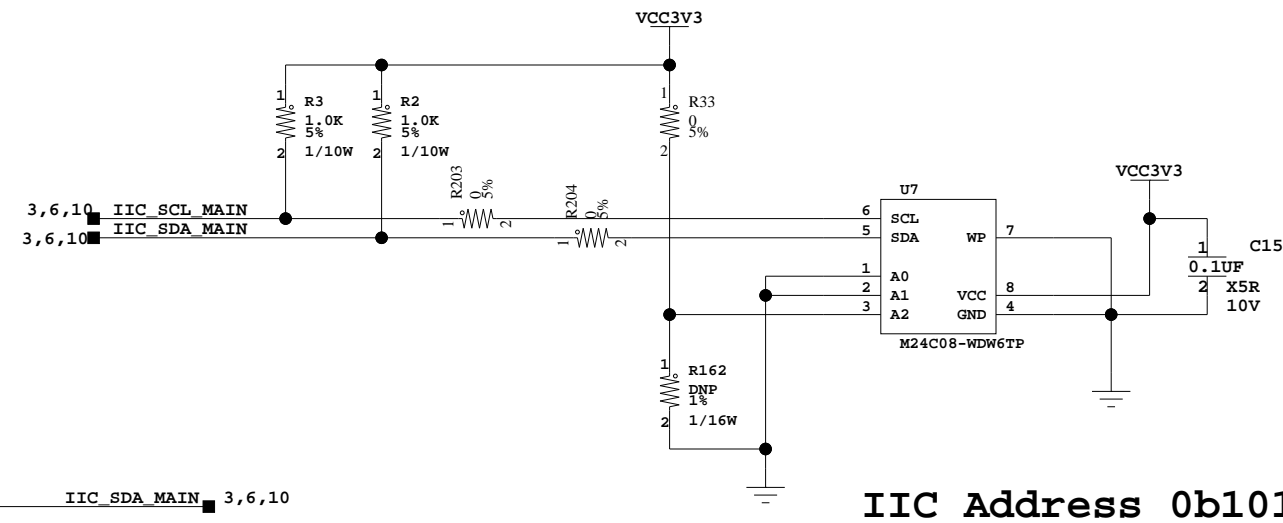 VCC3V3
1 R3
1.0K
5%
2 1/10W
1 R2
1.0K
5%
2 1/10W
1 R33
0
5%
2
3,6,10 IIC_SCL_MAIN
3,6,10 IIC_SDA_MAIN
R203
0
5%
1 2
R204
0
5%
1 2
VCC3V3
U7
6 SCL
5 SDA
WP 7
1 A0
2 A1
3 A2
VCC 8
GND 4
M24C08-WDW6TP
1 C15
0.1UF
2 X5R
10V
1 R162
DNP
1%
2 1/16W
IIC_SDA_MAIN 3,6,10
IIC Address 0b101